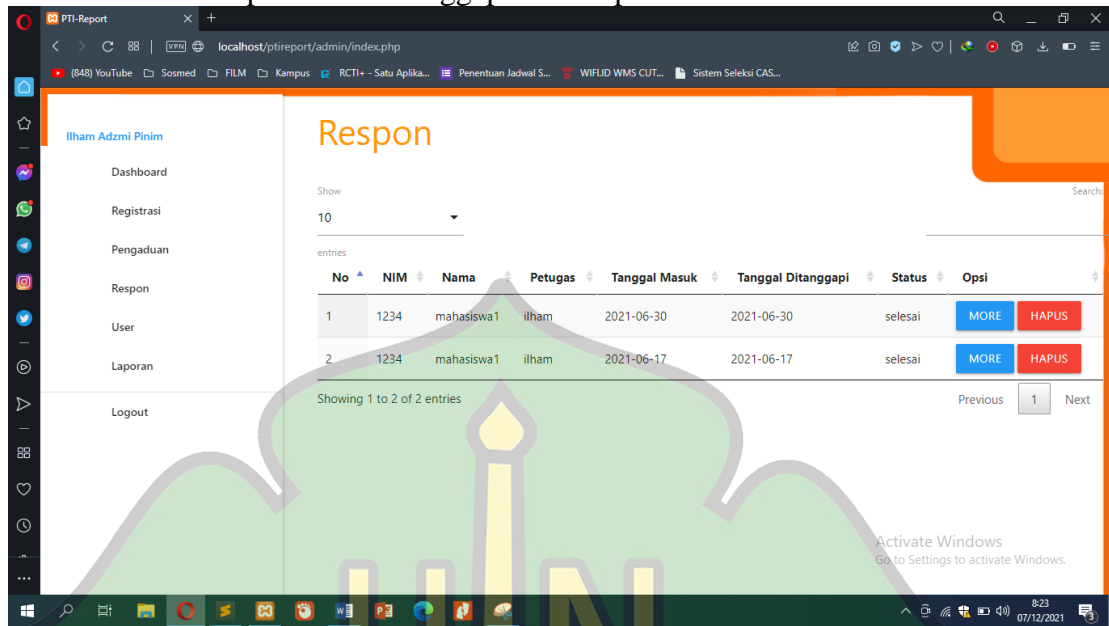 PTI-Report
VPN localhost/ptireport/admin/index.php
(848) YouTube Sosmed FILM Kampus RCTI+ - Satu Aplika... Penentuan Jadwal S... WIFI.ID WMS CUT... Sistem Seleksi CAS...
Ilham Adzmi Pinim
Dashboard
Registrasi
Pengaduan
Respon
User
Laporan
Logout
Respon
Show
Search:
10
entries
No NIM Nama Petugas Tanggal Masuk Tanggal Ditanggapi Status Opsi
1 1234 mahasiswa1 ilham 2021-06-30 2021-06-30 selesai MORE HAPUS
2 1234 mahasiswa1 ilham 2021-06-17 2021-06-17 selesai MORE HAPUS
Showing 1 to 2 of 2 entries
Previous 1 Next
UIN
Activate Windows
Go to Settings to activate Windows.
8:23
07/12/2021
3